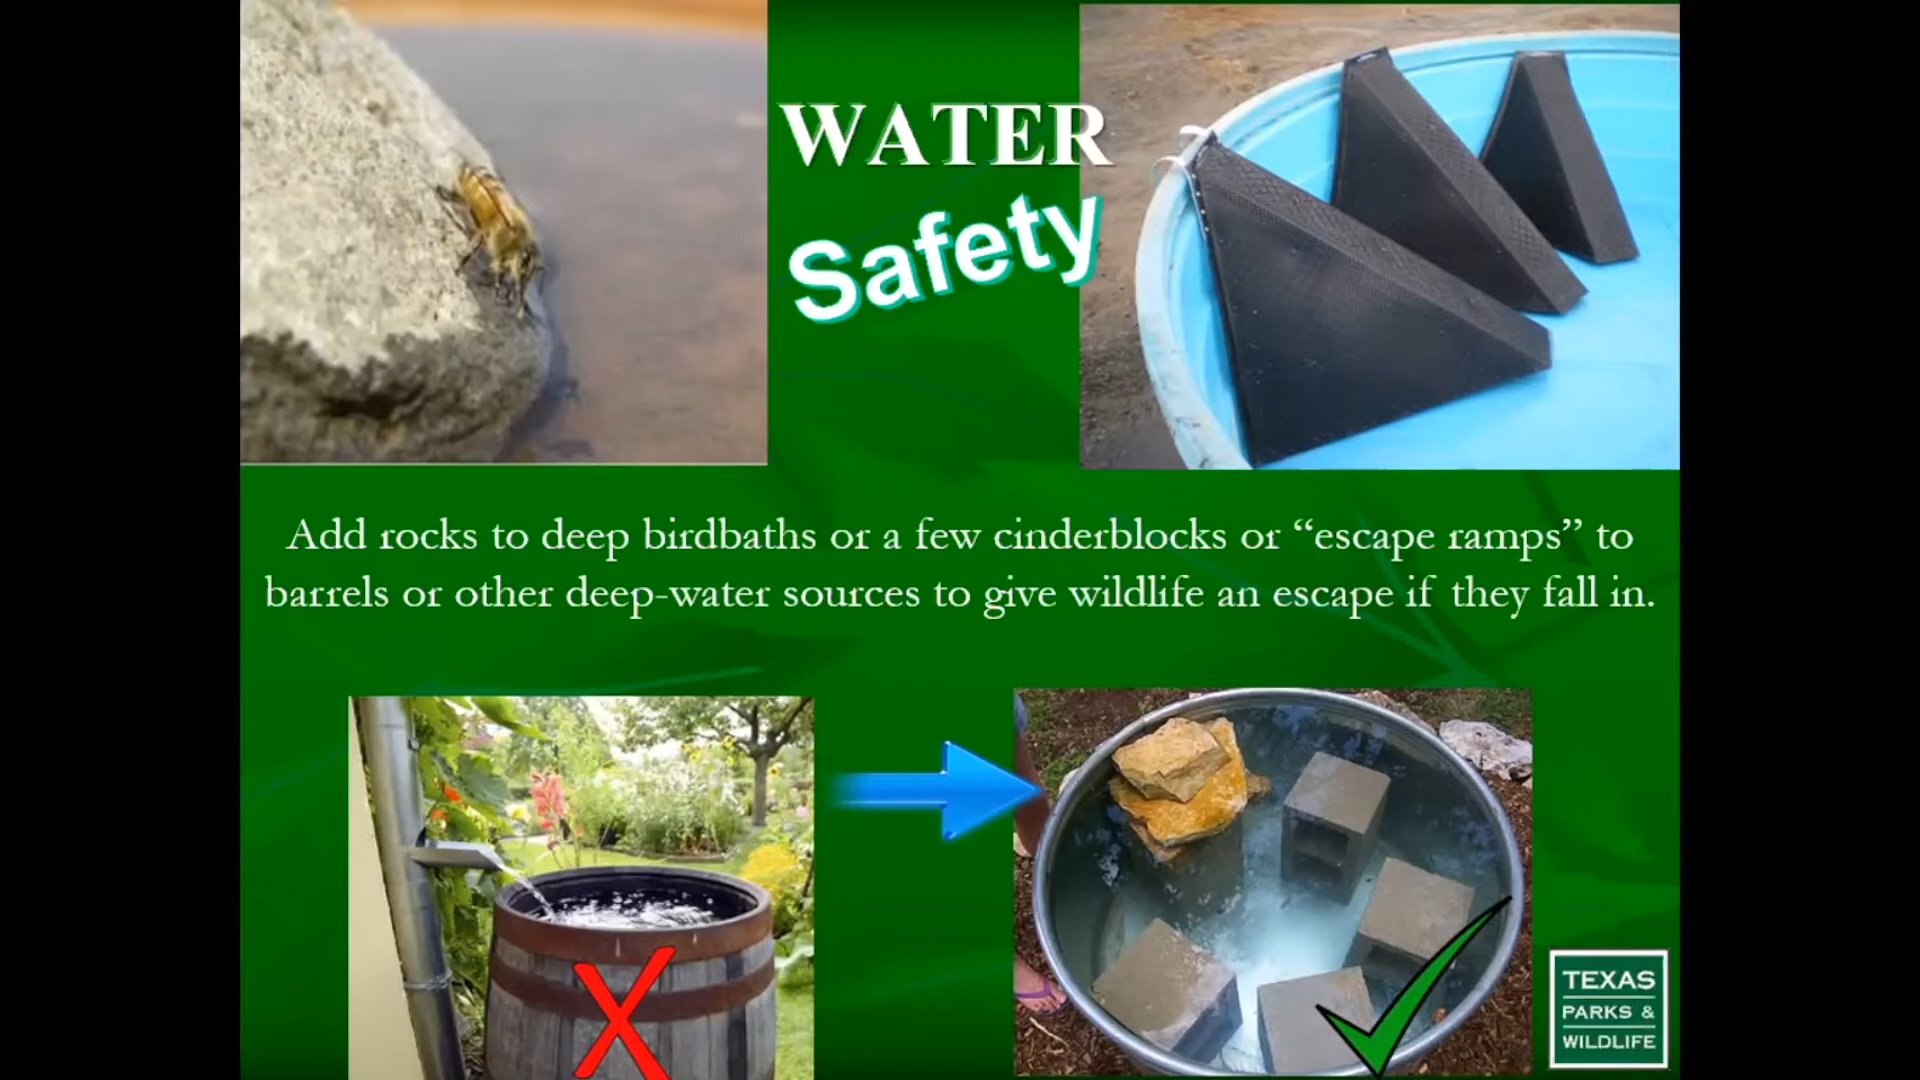 WATER
Safety
Add rocks to deep birdbaths or a few cinderblocks or “escape ramps” to
barrels or other deep-water sources to give wildlife an escape if they fall in.
TEXAS
PARKS &
WILDLIFE